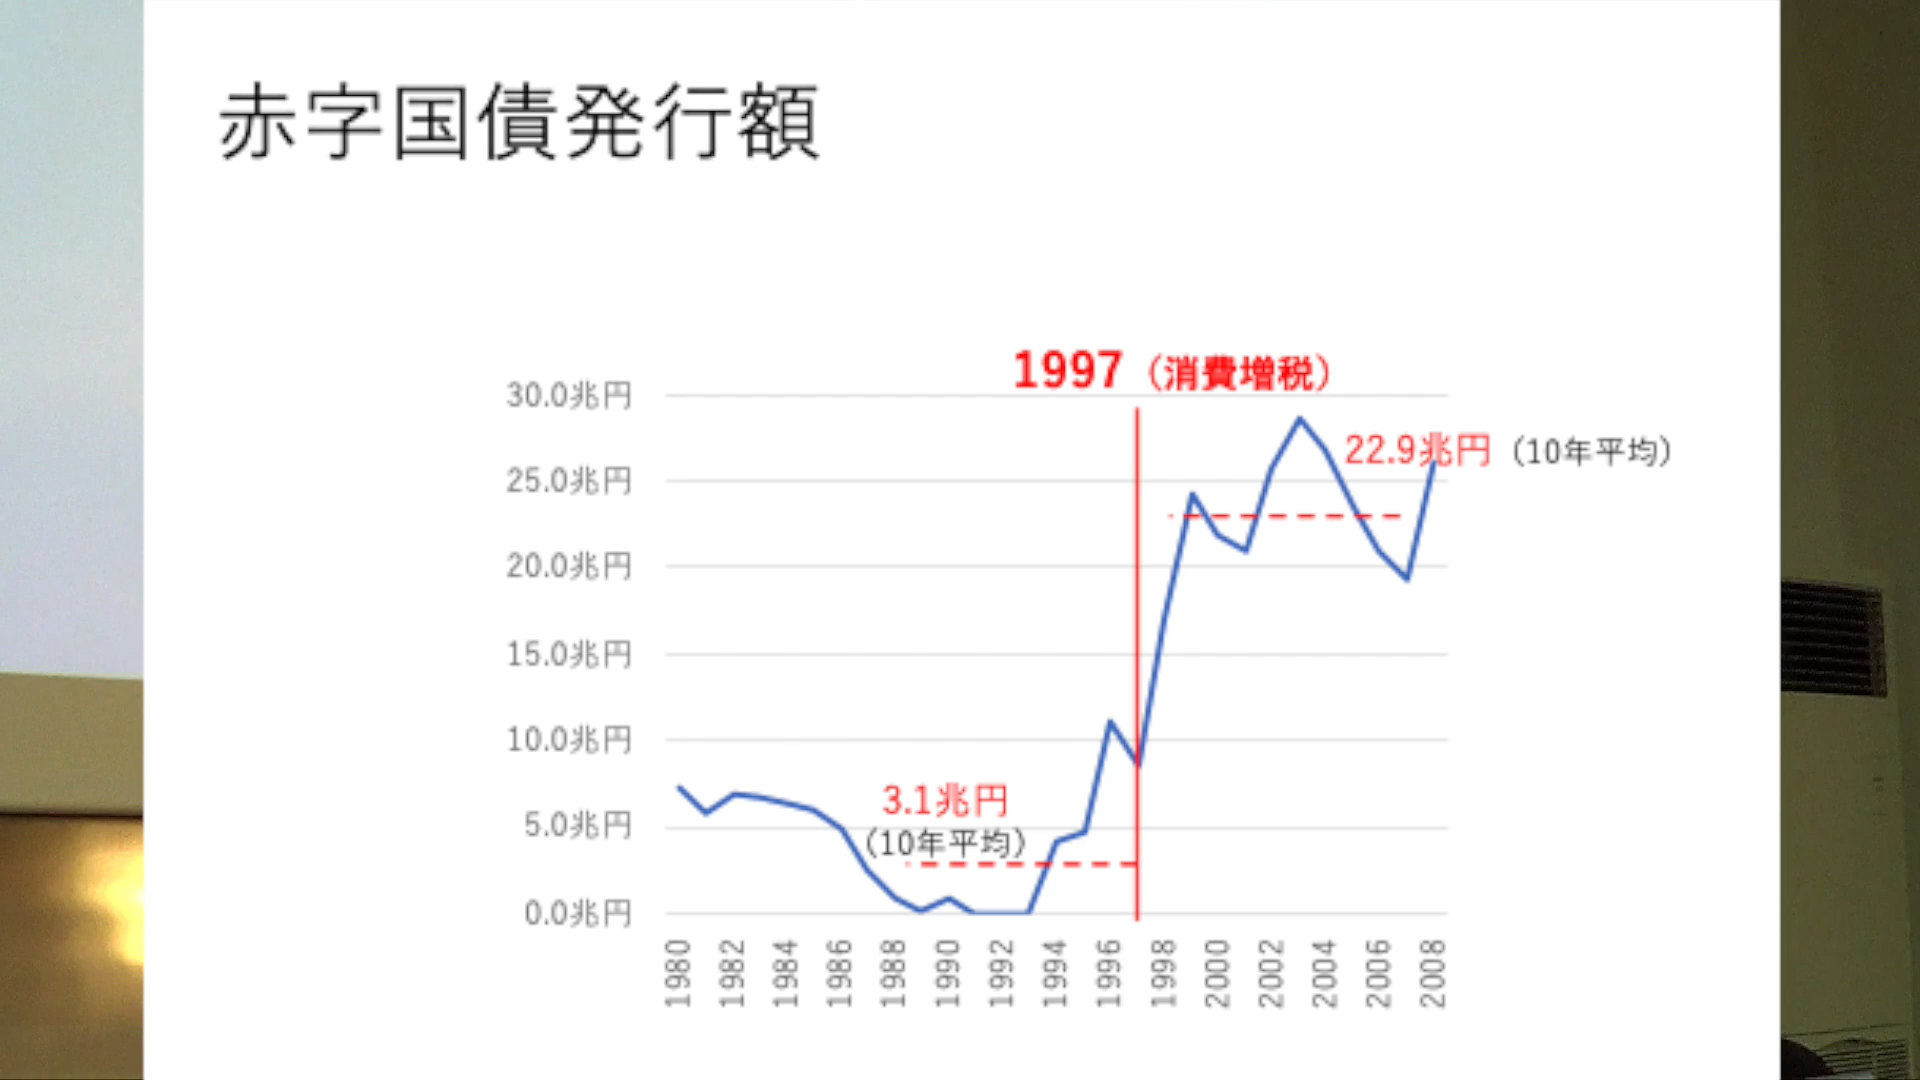 赤字国債発行額
1997（消費増税）
30.0兆円
25.0兆円
20.0兆円
15.0兆円
10.0兆円
5.0兆円
0.0兆円
22.9兆円（10年平均）
3.1兆円
（10年平均）
1980
1982
1984
1986
1988
1990
1992
1994
1996
1998
2000
2002
2004
2006
2008